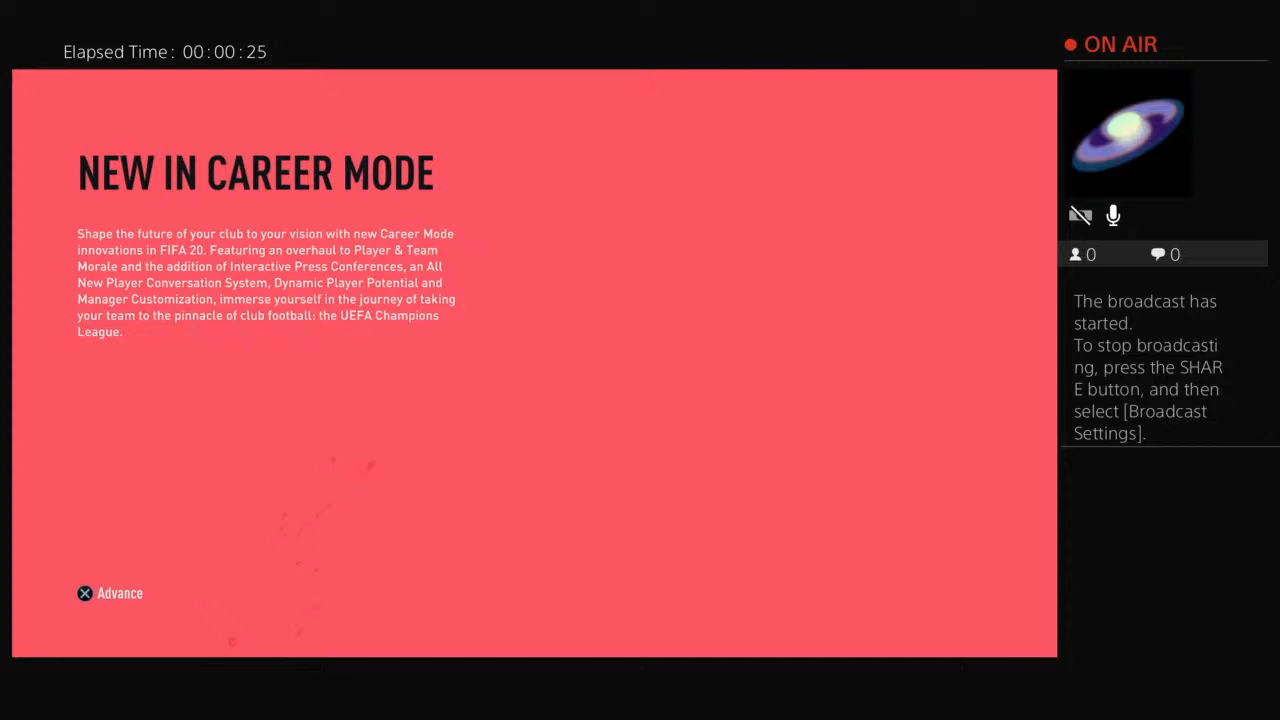 Elapsed Time: 00:00:25
ON AIR
NEW IN CAREER MODE
Shape the future of your club to your vision with new Career Mode
innovations in FIFA 20. Featuring an overhaul to Player & Team
Morale and the addition of Interactive Press Conferences, an All
New Player Conversation System, Dynamic Player Potential and
Manager Customization, immerse yourself in the journey of taking
your team to the pinnacle of club football: the UEFA Champions
League.
Advance
0 0
The broadcast has
started.
To stop broadcasti
ng, press the SHAR
E button, and then
select [Broadcast
Settings].